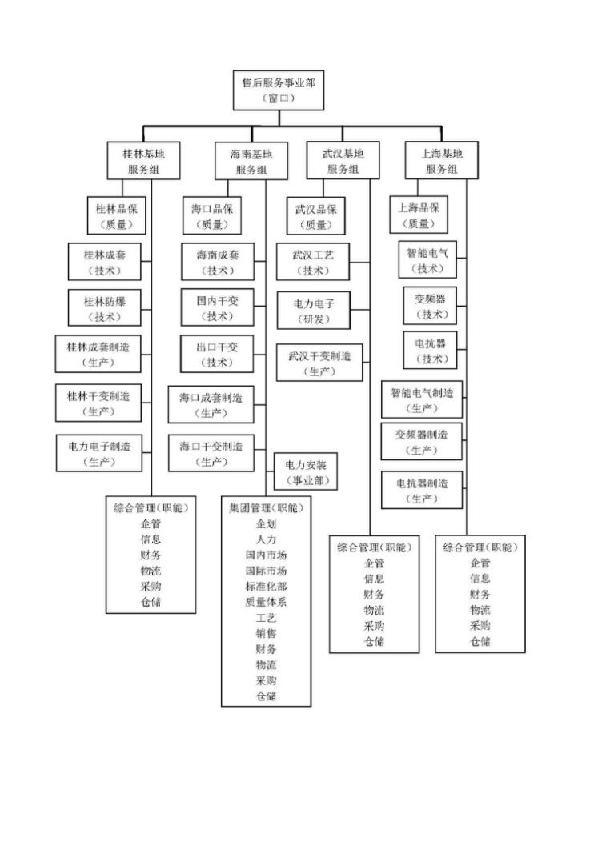 售后服务事业部
（窗口）
桂林基地
服务组
海南基地
服务组
武汉基地
服务组
上海基地
服务组
桂林品保
（质量）
海口品保
（质量）
武汉品保
（质量）
上海品保
（质量）
桂林成套
（技术）
海南成套
（技术）
武汉工艺
（技术）
智能电气
（技术）
桂林防爆
（技术）
国内干变
（技术）
电力电子
（研发）
变频器
（技术）
桂林成套制造
（生产）
出口干变
（技术）
武汉干变制造
（生产）
电抗器
（技术）
桂林干变制造
（生产）
海口成套制造
（生产）
智能电气制造
（生产）
电力电子制造
（生产）
海口干变制造
（生产）
变频器制造
（生产）
电力安装
（事业部）
电抗器制造
（生产）
综合管理（职能）
企管
信息
财务
物流
采购
仓储
集团管理（职能）
企划
人力
国内市场
国际市场
标准化部
质量体系
工艺
销售
财务
物流
采购
仓储
综合管理（职能）
企管
信息
财务
物流
采购
仓储
综合管理（职能）
企管
信息
财务
物流
采购
仓储